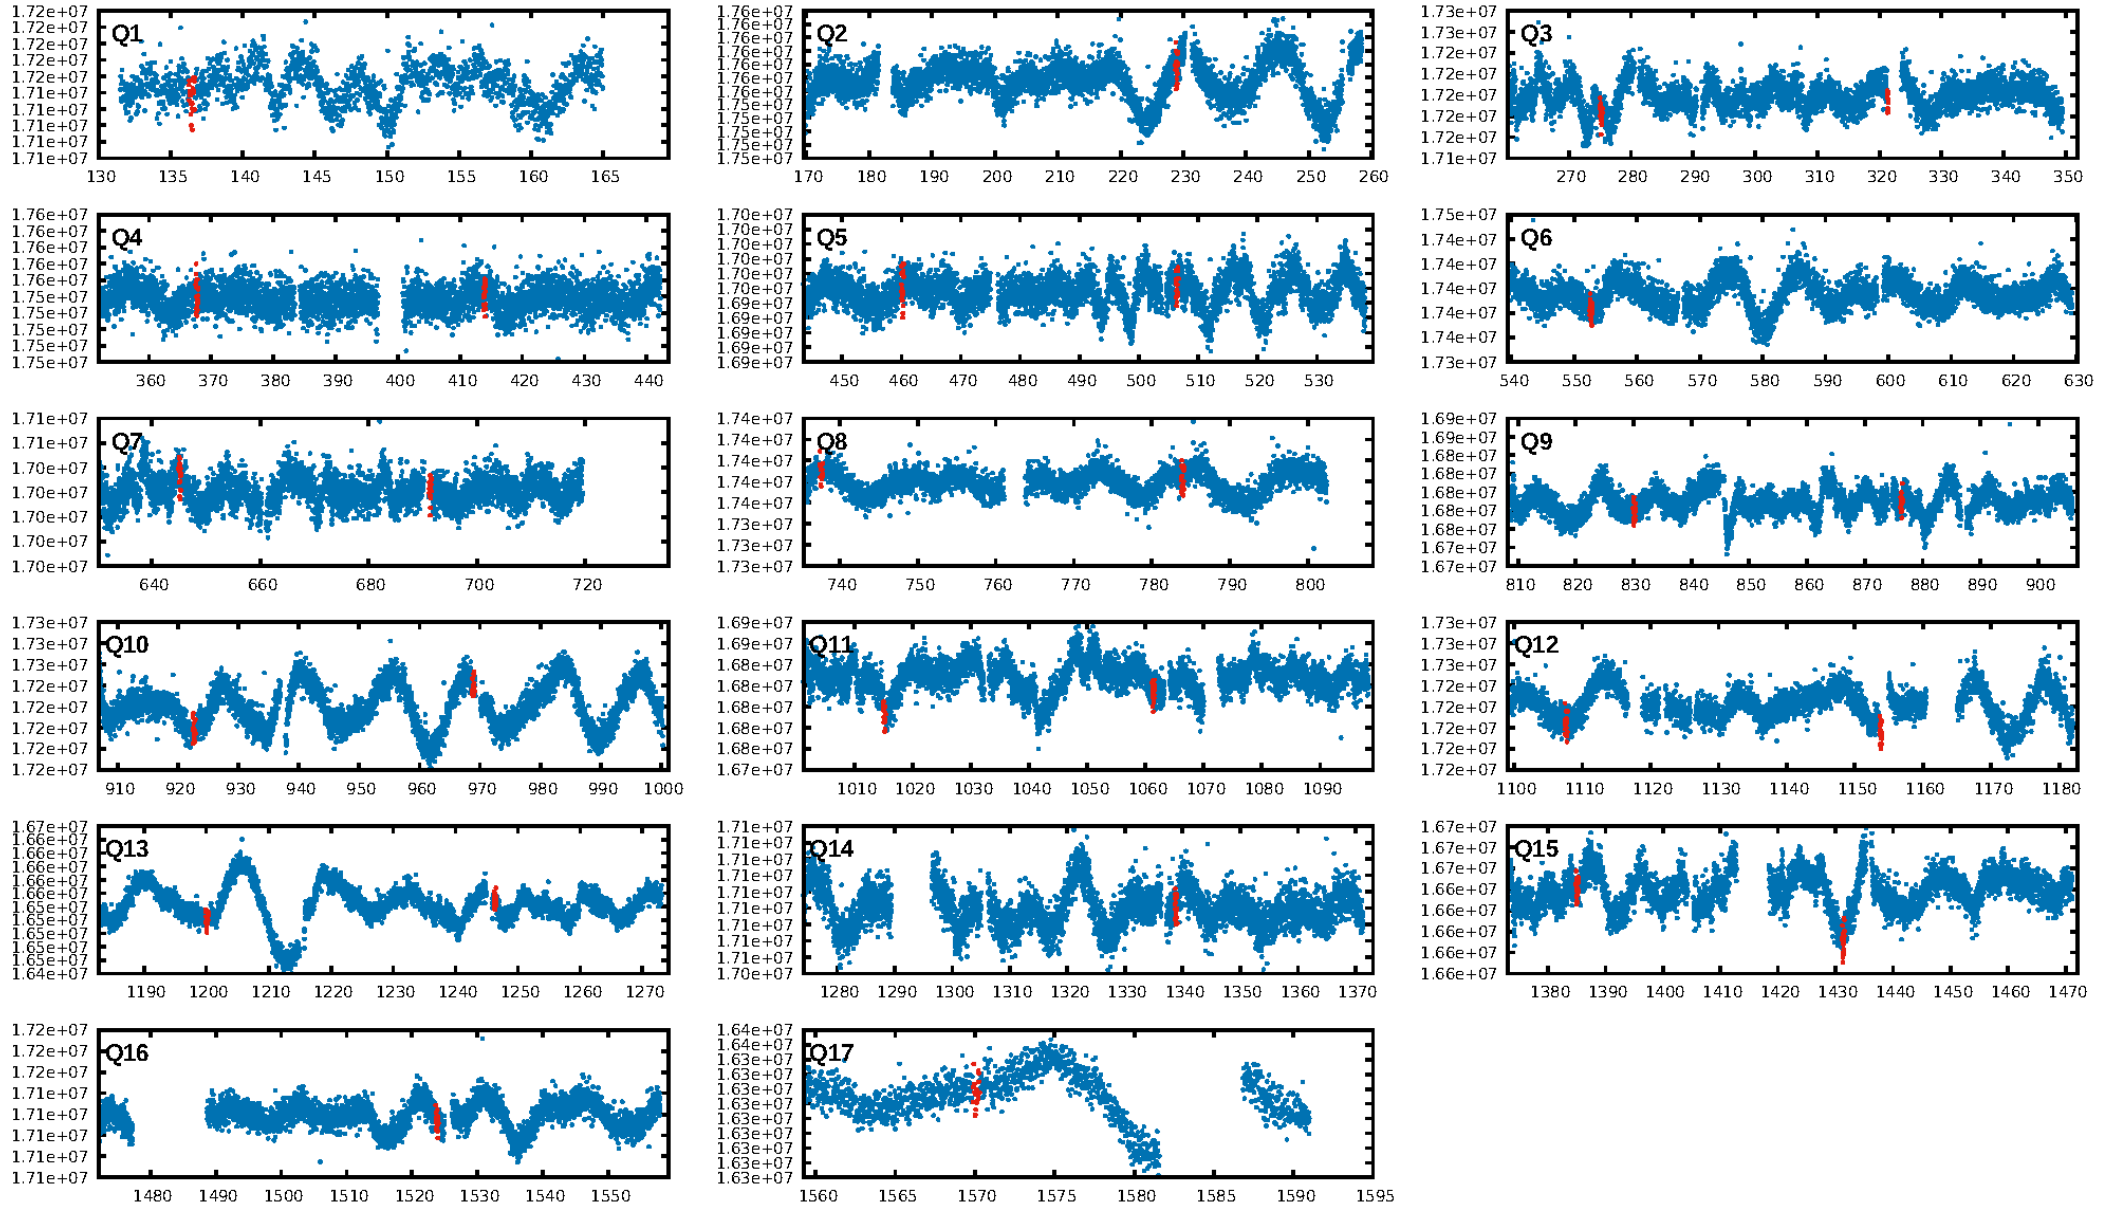 Q1
1.72e+07
1.72e+07
1.72e+07
1.72e+07
1.72e+07
1.71e+07
1.71e+07
1.71e+07
1.71e+07
1.71e+07
130 135 140 145 150 155 160 165
Q2
1.76e+07
1.76e+07
1.76e+07
1.76e+07
1.76e+07
1.76e+07
1.76e+07
1.75e+07
1.75e+07
1.75e+07
1.75e+07
1.75e+07
170 180 190 200 210 220 230 240 250 260
Q3
1.73e+07
1.73e+07
1.72e+07
1.72e+07
1.72e+07
1.72e+07
1.72e+07
1.71e+07
270 280 290 300 310 320 330 340 350
Q4
1.76e+07
1.76e+07
1.76e+07
1.76e+07
1.76e+07
1.75e+07
1.75e+07
1.75e+07
1.75e+07
1.75e+07
360 370 380 390 400 410 420 430 440
Q5
1.70e+07
1.70e+07
1.70e+07
1.70e+07
1.70e+07
1.70e+07
1.69e+07
1.69e+07
1.69e+07
1.69e+07
1.69e+07
450 460 470 480 490 500 510 520 530
Q6
1.75e+07
1.74e+07
1.74e+07
1.74e+07
1.74e+07
1.74e+07
1.73e+07
540 550 560 570 580 590 600 610 620 630
Q7
1.71e+07
1.71e+07
1.70e+07
1.70e+07
1.70e+07
1.70e+07
1.70e+07
640 660 680 700 720
Q8
1.74e+07
1.74e+07
1.74e+07
1.74e+07
1.74e+07
1.73e+07
1.73e+07
1.73e+07
740 750 760 770 780 790 800
Q9
1.69e+07
1.69e+07
1.68e+07
1.68e+07
1.68e+07
1.68e+07
1.68e+07
1.67e+07
1.67e+07
810 820 830 840 850 860 870 880 890 900
Q10
1.73e+07
1.73e+07
1.73e+07
1.72e+07
1.72e+07
1.72e+07
1.72e+07
1.72e+07
910 920 930 940 950 960 970 980 990 1000
Q11
1.69e+07
1.69e+07
1.68e+07
1.68e+07
1.68e+07
1.68e+07
1.68e+07
1.67e+07
1010 1020 1030 1040 1050 1060 1070 1080 1090
Q12
1.73e+07
1.73e+07
1.73e+07
1.72e+07
1.72e+07
1.72e+07
1.72e+07
1.72e+07
1100 1110 1120 1130 1140 1150 1160 1170 1180
Q13
1.67e+07
1.66e+07
1.66e+07
1.66e+07
1.66e+07
1.66e+07
1.65e+07
1.65e+07
1.65e+07
1.65e+07
1.65e+07
1.64e+07
1190 1200 1210 1220 1230 1240 1250 1260 1270
Q14
1.71e+07
1.71e+07
1.71e+07
1.71e+07
1.71e+07
1.71e+07
1.71e+07
1.71e+07
1.71e+07
1.70e+07
1280 1290 1300 1310 1320 1330 1340 1350 1360 1370
Q15
1.67e+07
1.67e+07
1.67e+07
1.66e+07
1.66e+07
1.66e+07
1.66e+07
1.66e+07
1380 1390 1400 1410 1420 1430 1440 1450 1460 1470
Q16
1.72e+07
1.72e+07
1.72e+07
1.71e+07
1.71e+07
1.71e+07
1.71e+07
1.71e+07
1480 1490 1500 1510 1520 1530 1540 1550
Q17
1.64e+07
1.64e+07
1.63e+07
1.63e+07
1.63e+07
1.63e+07
1.63e+07
1.63e+07
1.63e+07
1.63e+07
1.63e+07
1560 1565 1570 1575 1580 1585 1590 1595